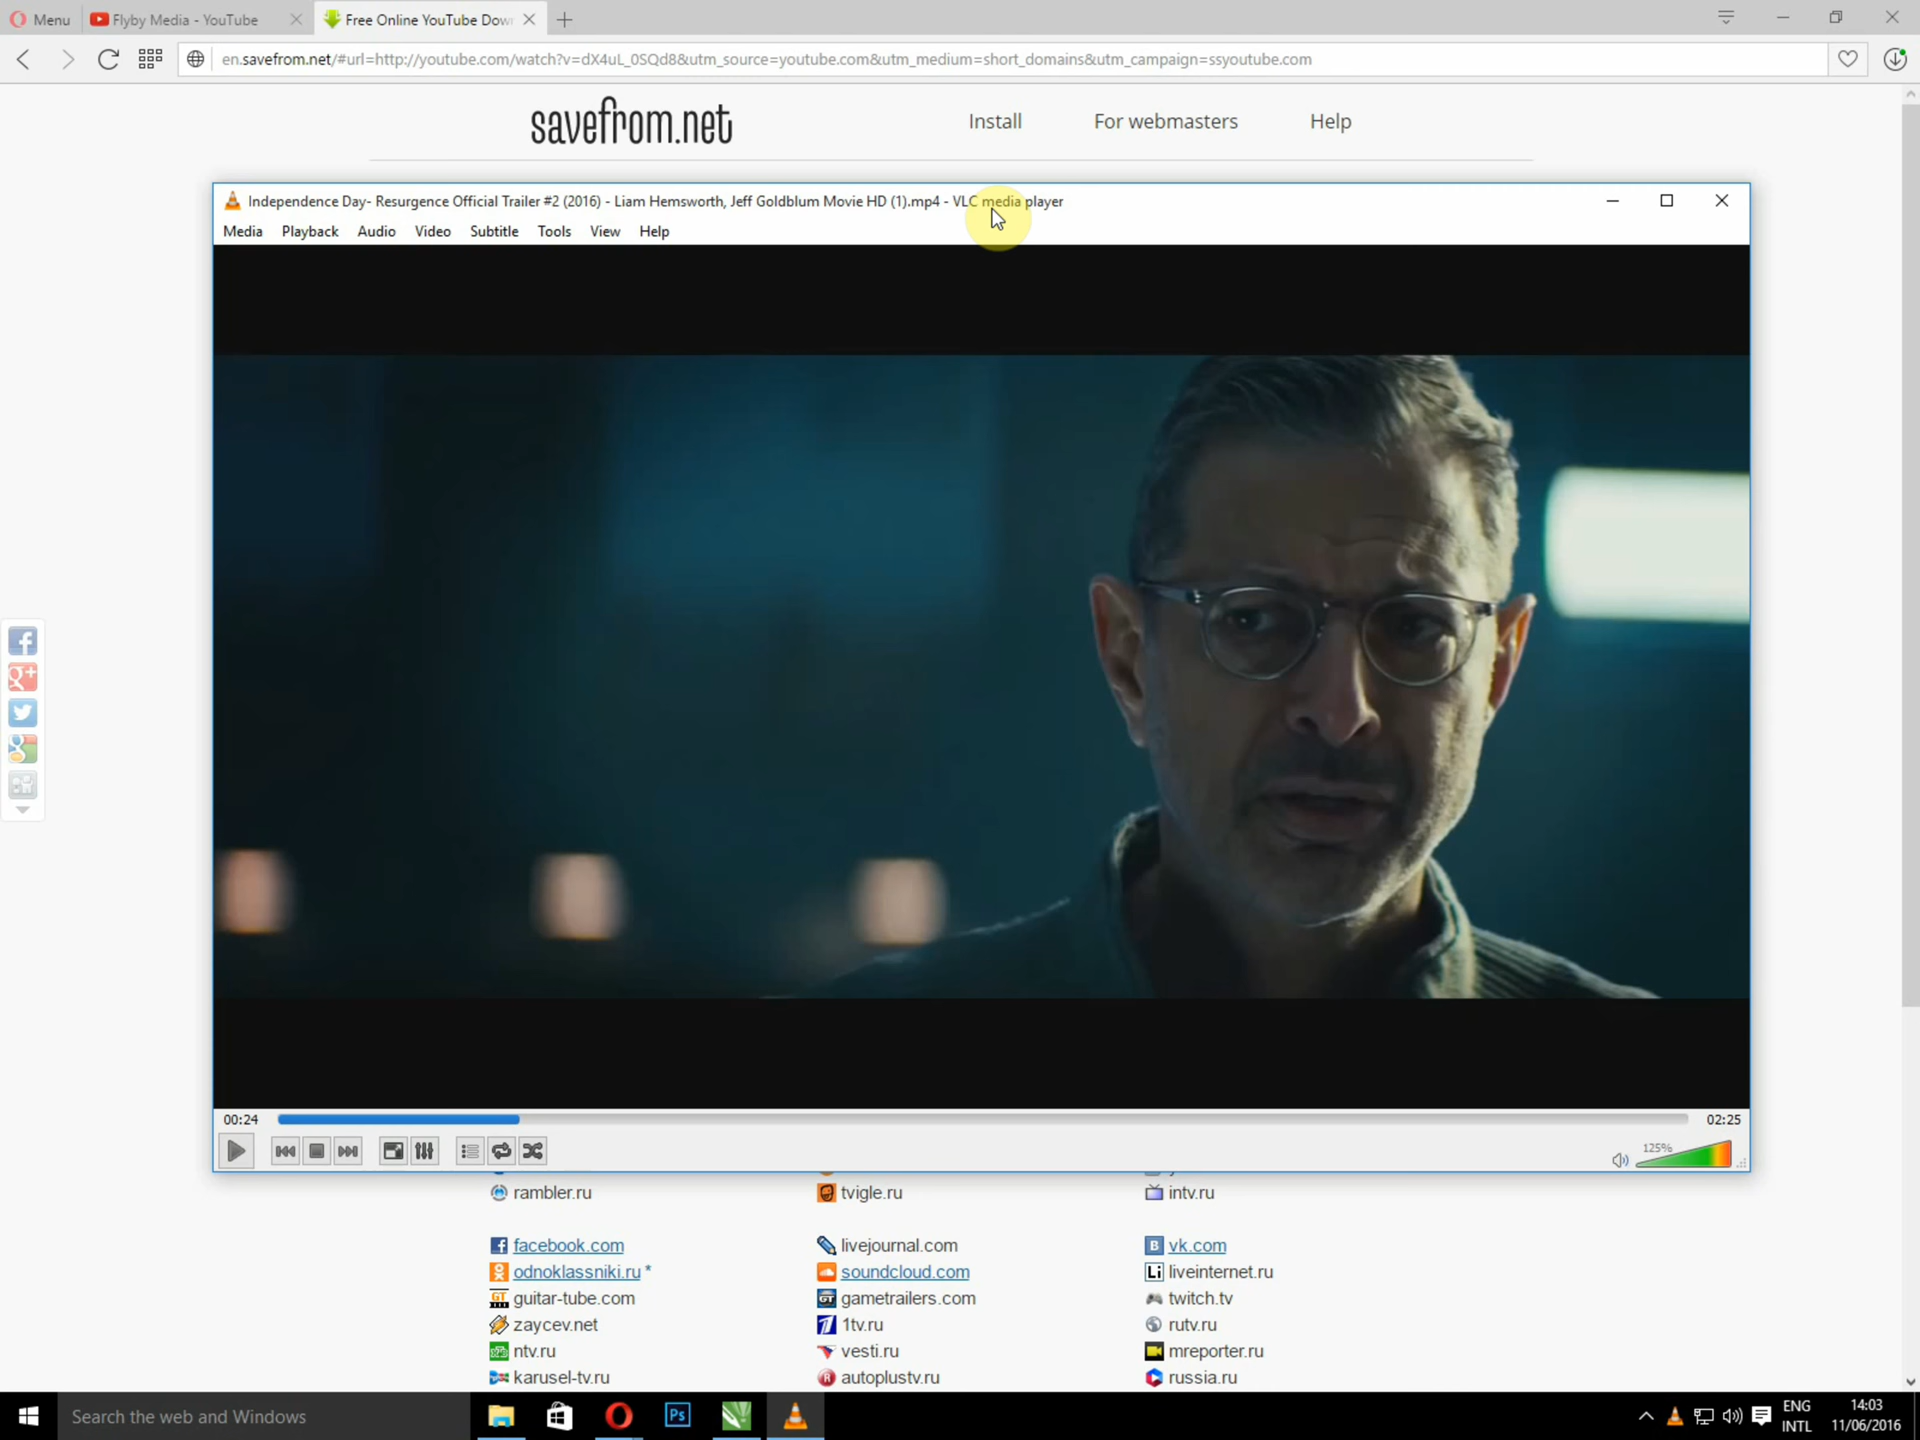 Menu
Flyby Media - YouTube
Free Online YouTube Dow
en.savefrom.net/#url=http://youtube.com/watch?v=dX4uL_0SQd8&utm_source=youtube.com&utm_medium=short_domains&utm_campaign=ssyoutube.com
savefrom.net
Install
For webmasters
Help
Independence Day- Resurgence Official Trailer #2 (2016) - Liam Hemsworth, Jeff Goldblum Movie HD (1).mp4 - VLC media player
Media Playback Audio Video Subtitle Tools View Help
00:24
02:25
125%
rambler.ru
tvigle.ru
intv.ru
facebook.com
livejournal.com
vk.com
odnoklassniki.ru *
soundcloud.com
liveinternet.ru
guitar-tube.com
gametrailers.com
twitch.tv
zaycev.net
1tv.ru
rutv.ru
ntv.ru
vesti.ru
mreporter.ru
karusel-tv.ru
autoplustv.ru
russia.ru
Search the web and Windows
Ps
ENG
INTL
14:03
11/06/2016